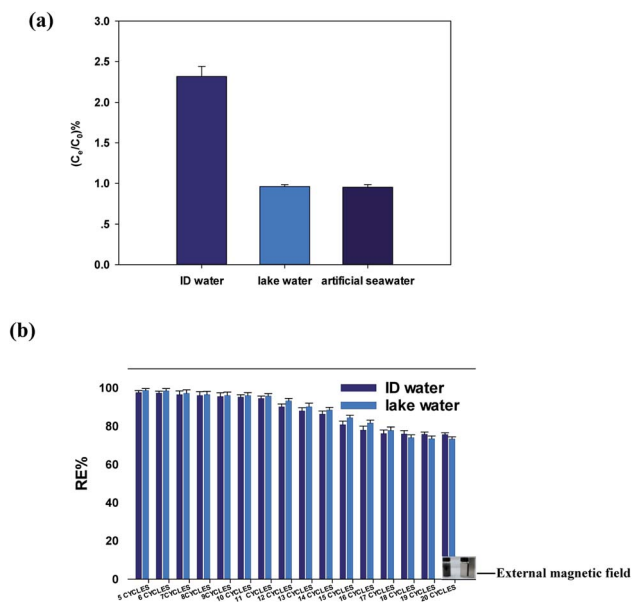 (a)
3.0
2.5
2.0
1.5
1.0
.5
0.0
(Ce/C0)%
ID water
lake water
artificial seawater
(b)
100
80
60
40
20
0
RE%
ID water
lake water
5 CYCLES
6 CYCLES
7CYCLES
8CYCLES
9CYCLES
10 CYCLES
11 CYCLES
12 CYCLES
13 CYCLES
14 CYCLES
15 CYCLES
16 CYCLES
17 CYCLES
18 CYCLES
19 CYCLES
20 CYCLES
External magnetic field